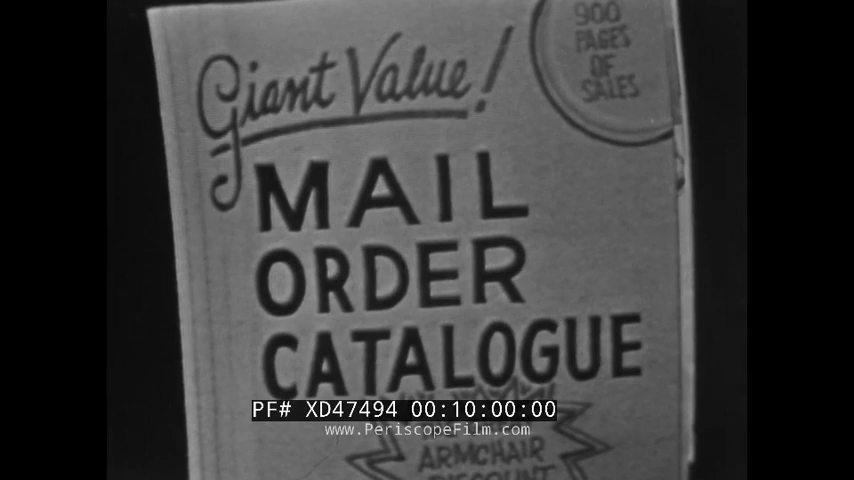 Giant Value!
900
PAGES
OF
SALES
MAIL
ORDER
CATALOGUE
PF# XD47494 00:10:00:00
www.PeriscopeFilm.com
ARMCHAIR
DISCOUNT